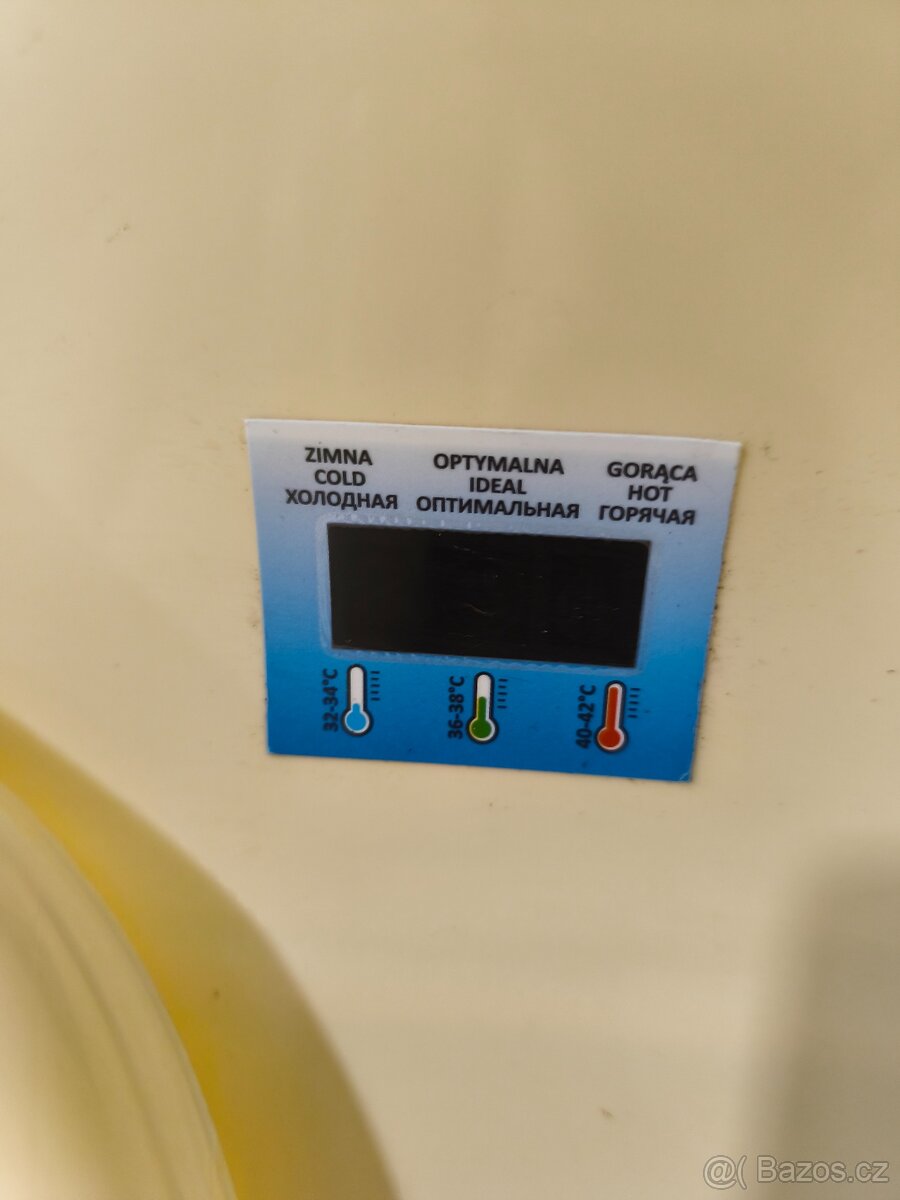 ZIMNA
COLD
ХОЛОДНАЯ
OPTYMALNA
IDEAL
ОПТИМАЛЬНАЯ
GORĄCA
HOT
ГОРЯЧАЯ
32-34°C
36-38°C
40-42°C
@( Bazos.cz